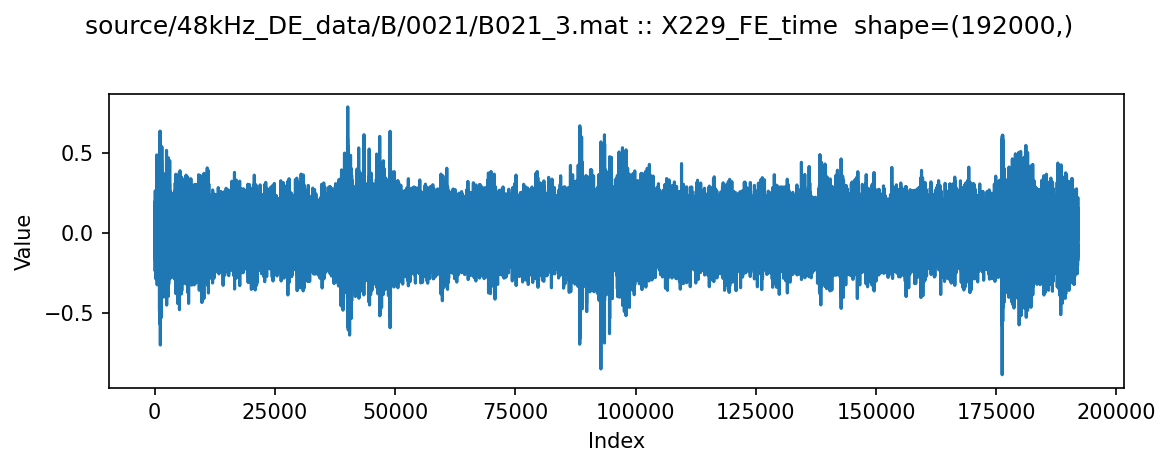 source/48kHz_DE_data/B/0021/B021_3.mat :: X229_FE_time  shape=(192000,)
0.5
0.0
−0.5
Value
0 25000 50000 75000 100000 125000 150000 175000 200000
Index